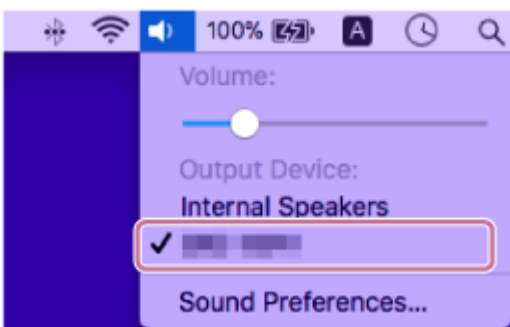 100% A
Volume:
Output Device:
Internal Speakers
Sound Preferences...